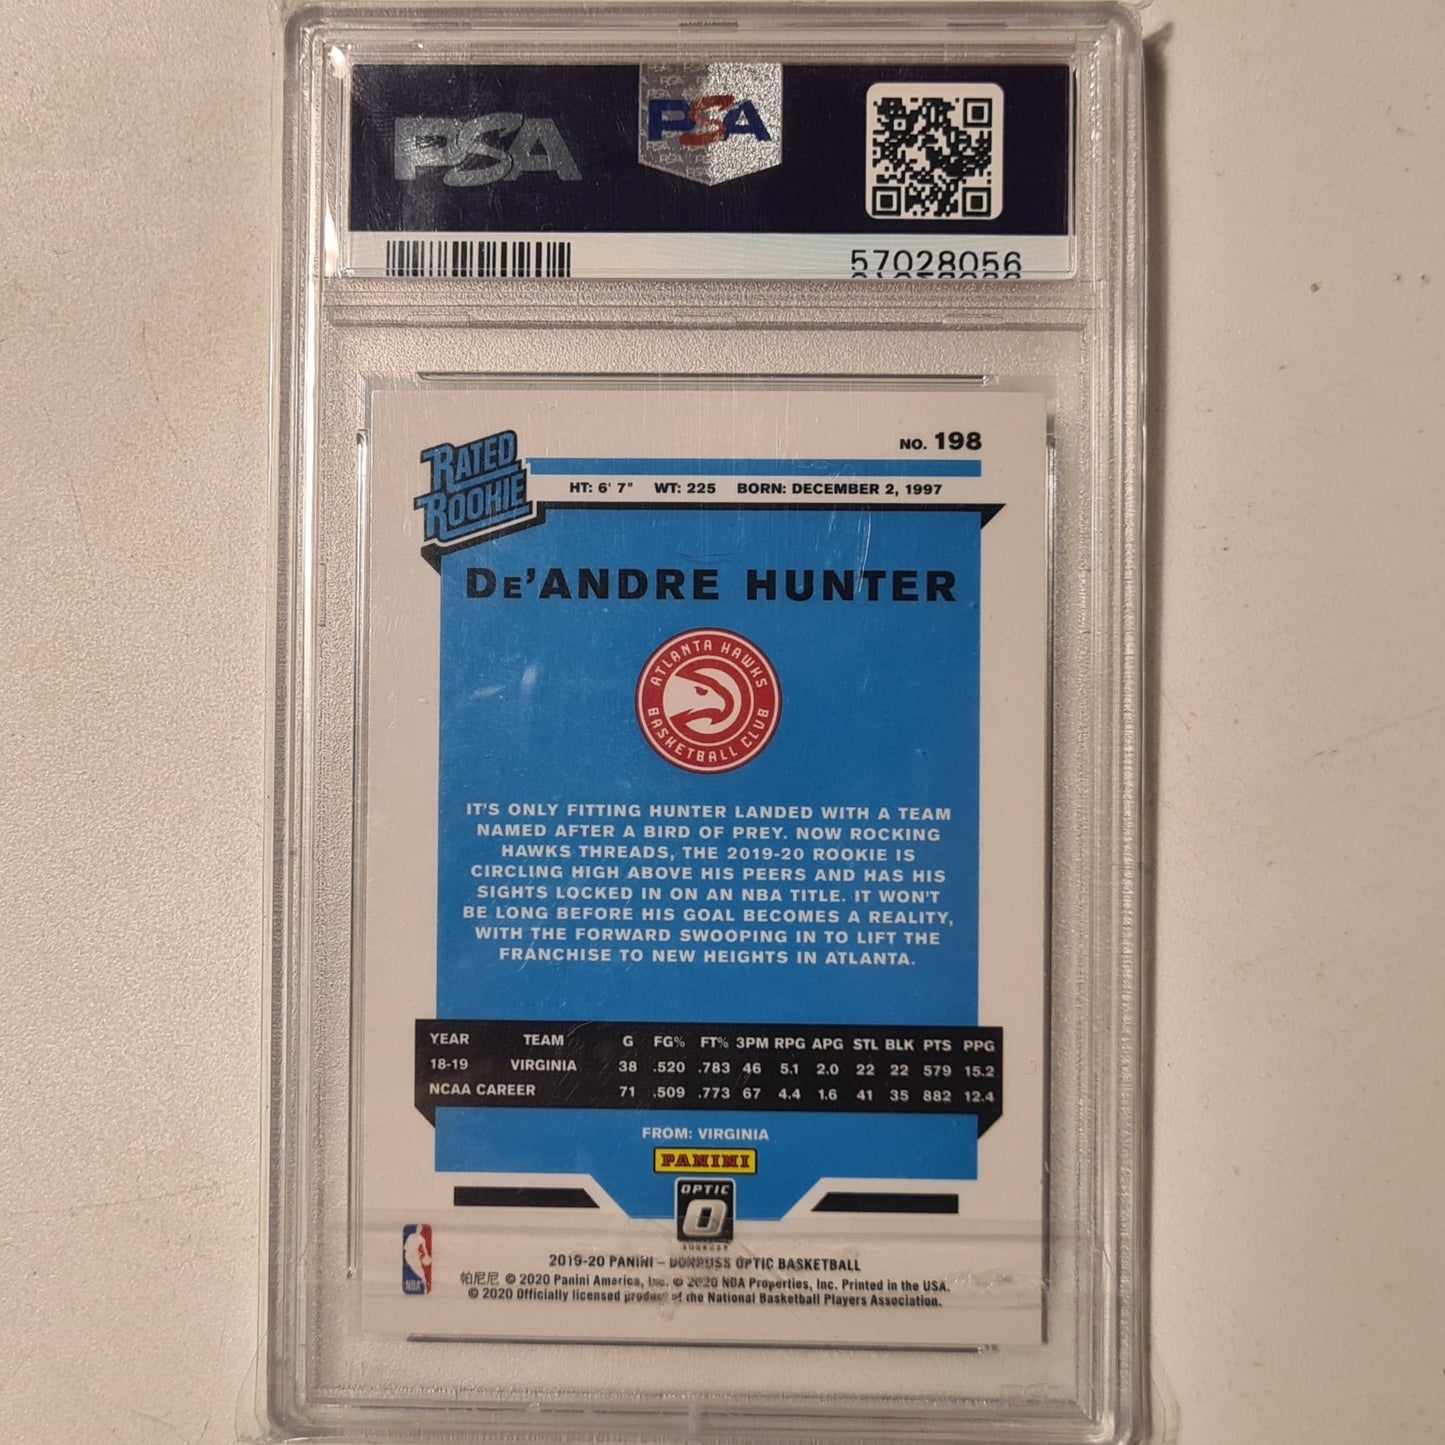 PSA
PSA
57028056
RATED
ROOKIE
NO. 198
HT: 6' 7" WT: 225 BORN: DECEMBER 2, 1997
DE'ANDRE HUNTER
ATLANTA HAWKS
BASKETBALL CLUB
IT'S ONLY FITTING HUNTER LANDED WITH A TEAM
NAMED AFTER A BIRD OF PREY. NOW ROCKING
HAWKS THREADS, THE 2019-20 ROOKIE IS
CIRCLING HIGH ABOVE HIS PEERS AND HAS HIS
SIGHTS LOCKED IN ON AN NBA TITLE. IT WON'T
BE LONG BEFORE HIS GOAL BECOMES A REALITY,
WITH THE FORWARD SWOOPING IN TO LIFT THE
FRANCHISE TO NEW HEIGHTS IN ATLANTA.
YEAR TEAM G FG% FT% 3PM RPG APG STL BLK PTS PPG
18-19 VIRGINIA 38 .520 .783 46 5.1 2.0 22 22 579 15.2
NCAA CAREER 71 .509 .773 67 4.4 1.6 41 35 882 12.4
FROM: VIRGINIA
PANINI
OPTIC
DONRUSS
NBA
2019-20 PANINI – DONRUSS OPTIC BASKETBALL
帕尼尼 © 2020 Panini America, Inc. © 2020 NBA Properties, Inc. Printed in the USA.
© 2020 Officially licensed product of the National Basketball Players Association.